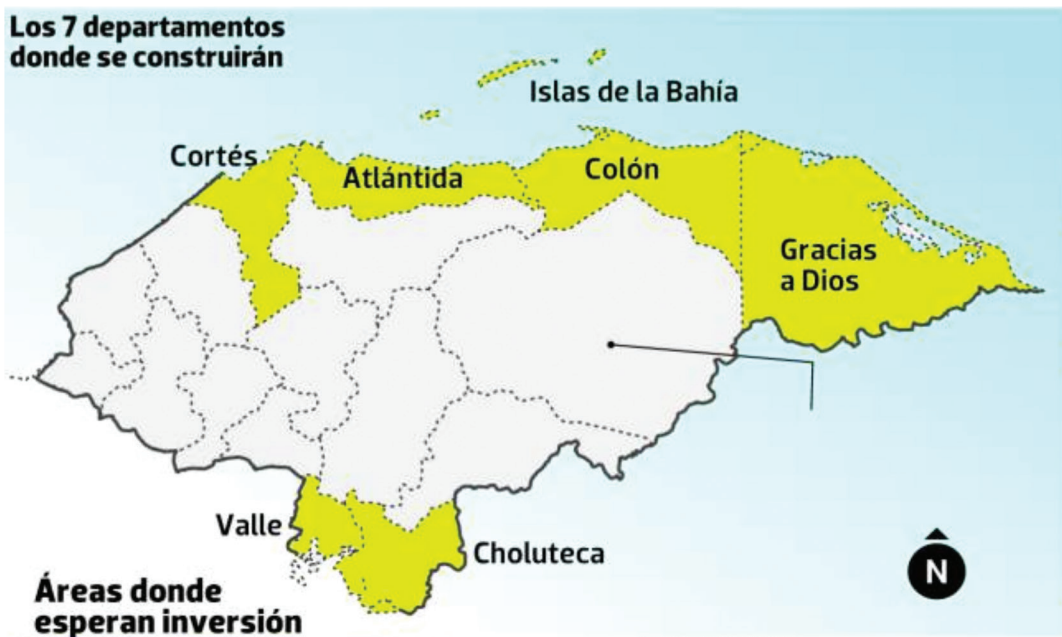 Los 7 departamentos
donde se construirán
Islas de la Bahía
Cortés
Atlántida
Colón
Gracias
a Dios
Valle
Choluteca
N
Áreas donde
esperan inversión